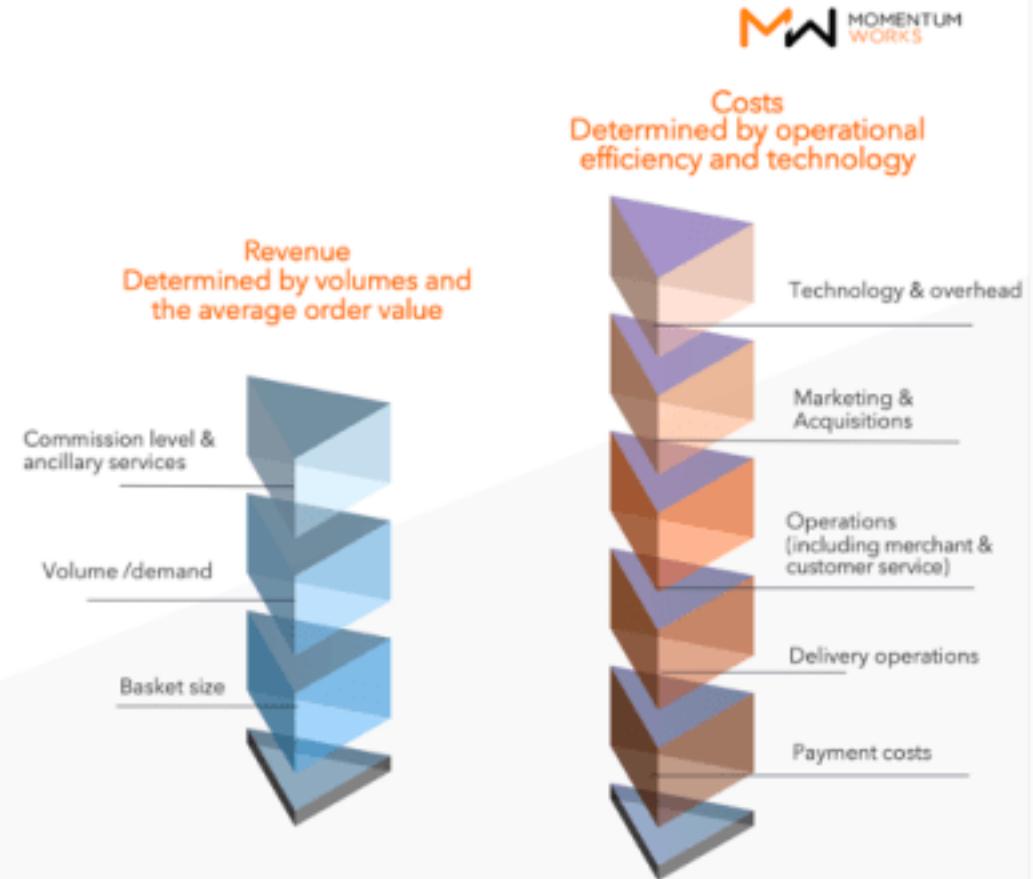 MOMENTUM
WORKS
Costs
Determined by operational
efficiency and technology
Revenue
Determined by volumes and
the average order value
Technology & overhead
Marketing &
Acquisitions
Commission level &
ancillary services
Operations
(including merchant &
customer service)
Volume /demand
Delivery operations
Basket size
Payment costs